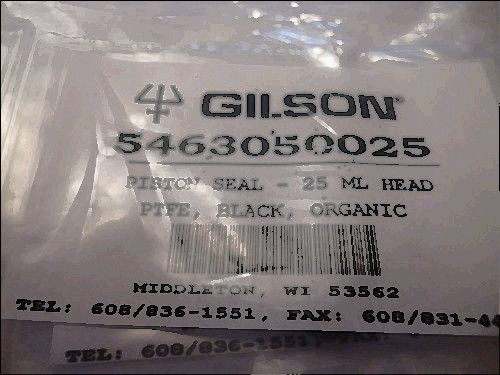 GILSON
5463050025
PISTON SEAL - 25 ML HEAD
PTFE, BLACK, ORGANIC
MIDDLETON, WI 53562
TEL: 608/836-1551, FAX: 608/831-44
TEL: 608/836-1551,